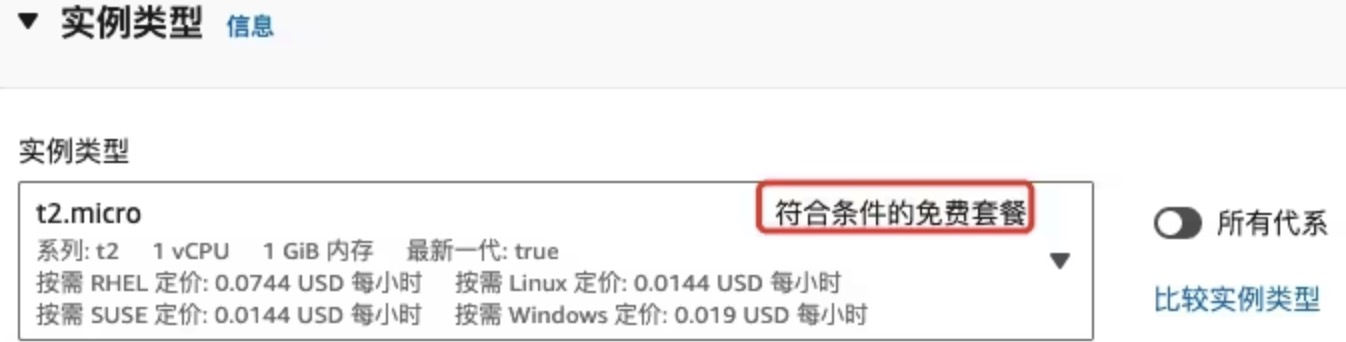 ▼ 实例类型 信息
实例类型
t2.micro 符合条件的免费套餐
系列: t2 1 vCPU 1 GiB 内存 最新一代: true
按需 RHEL 定价: 0.0744 USD 每小时 按需 Linux 定价: 0.0144 USD 每小时
按需 SUSE 定价: 0.0144 USD 每小时 按需 Windows 定价: 0.019 USD 每小时
所有代系
比较实例类型